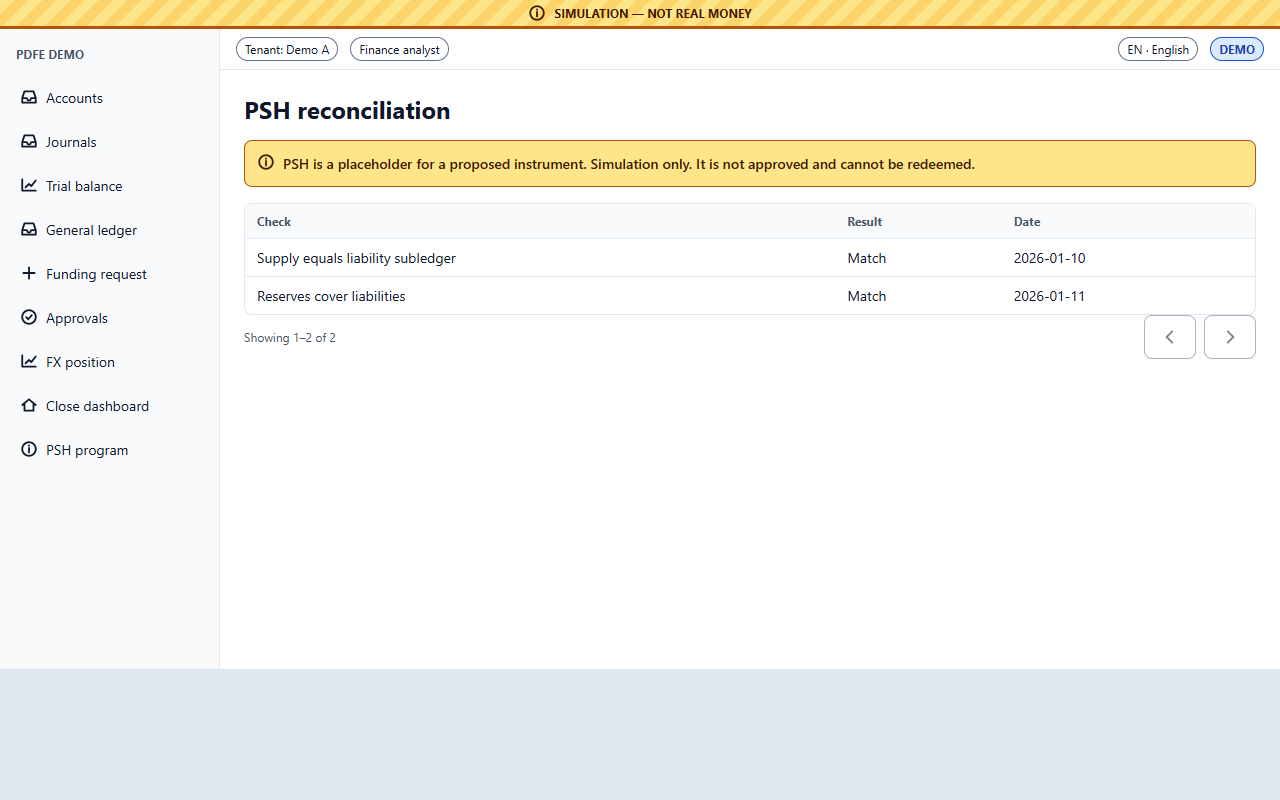 SIMULATION — NOT REAL MONEY
PDFE DEMO
Tenant: Demo A
Finance analyst
EN · English
DEMO
Accounts
Journals
Trial balance
General ledger
Funding request
Approvals
FX position
Close dashboard
PSH program
PSH reconciliation
PSH is a placeholder for a proposed instrument. Simulation only. It is not approved and cannot be redeemed.
Check Result Date
Supply equals liability subledger Match 2026-01-10
Reserves cover liabilities Match 2026-01-11
Showing 1–2 of 2